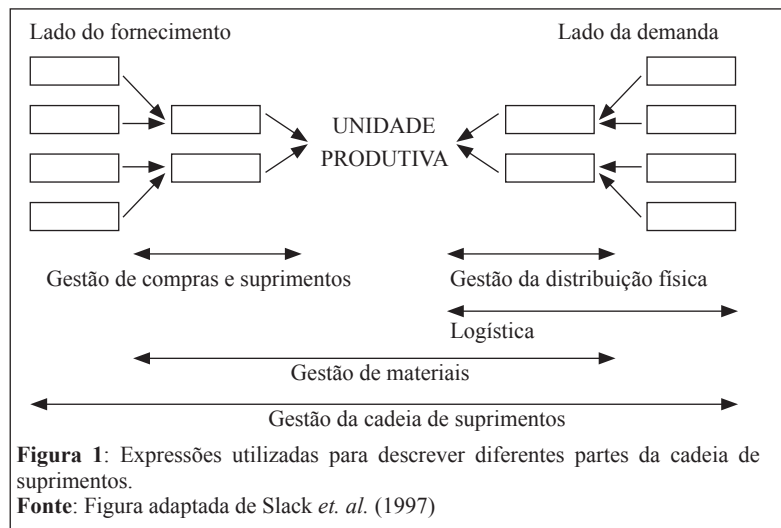 Lado do fornecimento
Lado da demanda
UNIDADE
PRODUTIVA
Gestão de compras e suprimentos
Gestão da distribuição física
Logística
Gestão de materiais
Gestão da cadeia de suprimentos
Figura 1: Expressões utilizadas para descrever diferentes partes da cadeia de
suprimentos.
Fonte: Figura adaptada de Slack et. al. (1997)